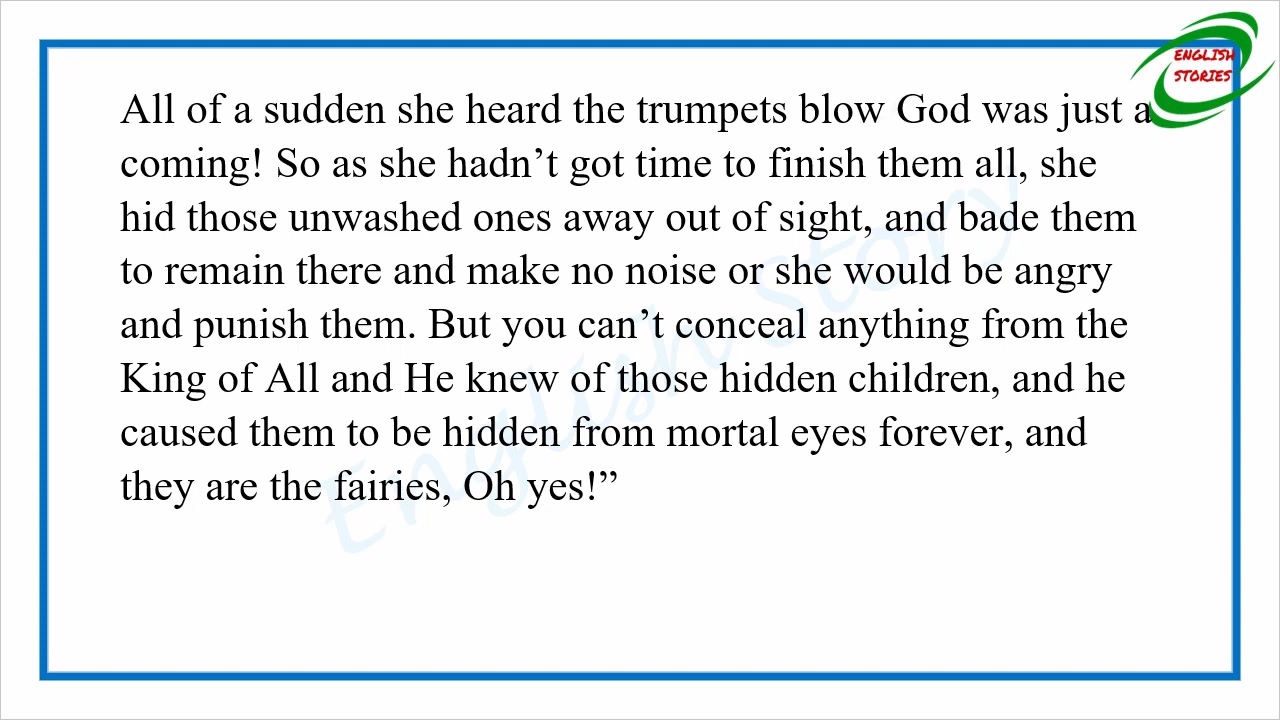 ENGLISH
STORIES
All of a sudden she heard the trumpets blow God was just a
coming! So as she hadn’t got time to finish them all, she
hid those unwashed ones away out of sight, and bade them
to remain there and make no noise or she would be angry
and punish them. But you can’t conceal anything from the
King of All and He knew of those hidden children, and he
caused them to be hidden from mortal eyes forever, and
they are the fairies, Oh yes!”
English Story